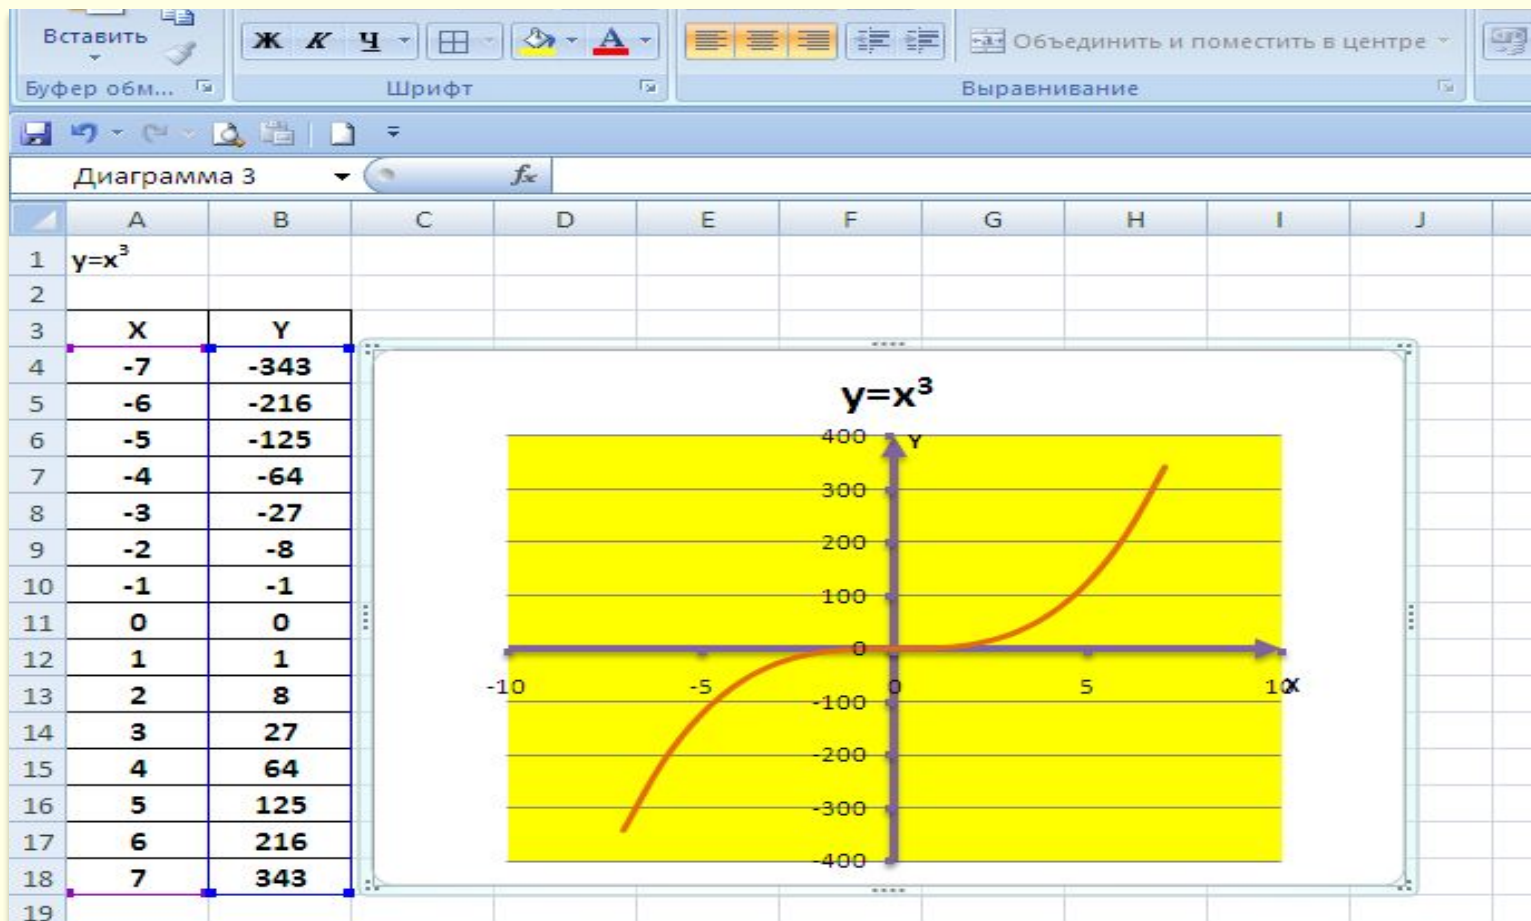 Вставить
Ж К Ч А
Объединить и поместить в центре
Буфер обм... Шрифт Выравнивание
Диаграмма 3 fx
A B C D E F G H I J
1 y=x³
2
3 X Y
4 -7 -343
5 -6 -216
6 -5 -125
7 -4 -64
8 -3 -27
9 -2 -8
10 -1 -1
11 0 0
12 1 1
13 2 8
14 3 27
15 4 64
16 5 125
17 6 216
18 7 343
19
y=x³
400 Y
300
200
100
0
-10 -5 0 5 10 X
-100
-200
-300
-400